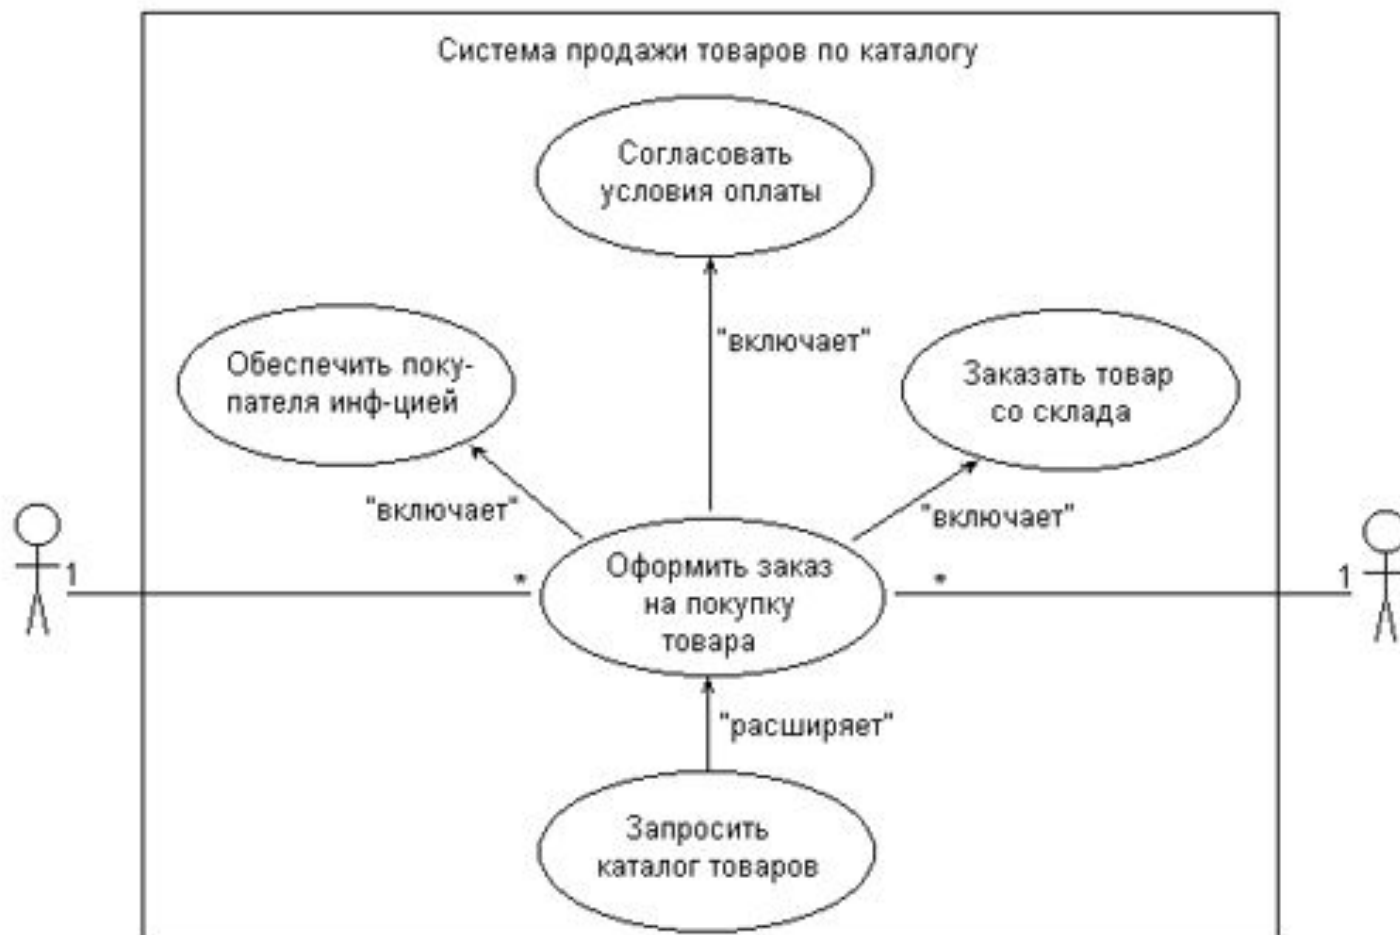 Система продажи товаров по каталогу
Согласовать
условия оплаты
"включает"
Обеспечить поку-
пателя инф-цией
Заказать товар
со склада
"включает"
"включает"
1
*
Оформить заказ
на покупку
товара
*
1
"расширяет"
Запросить
каталог товаров